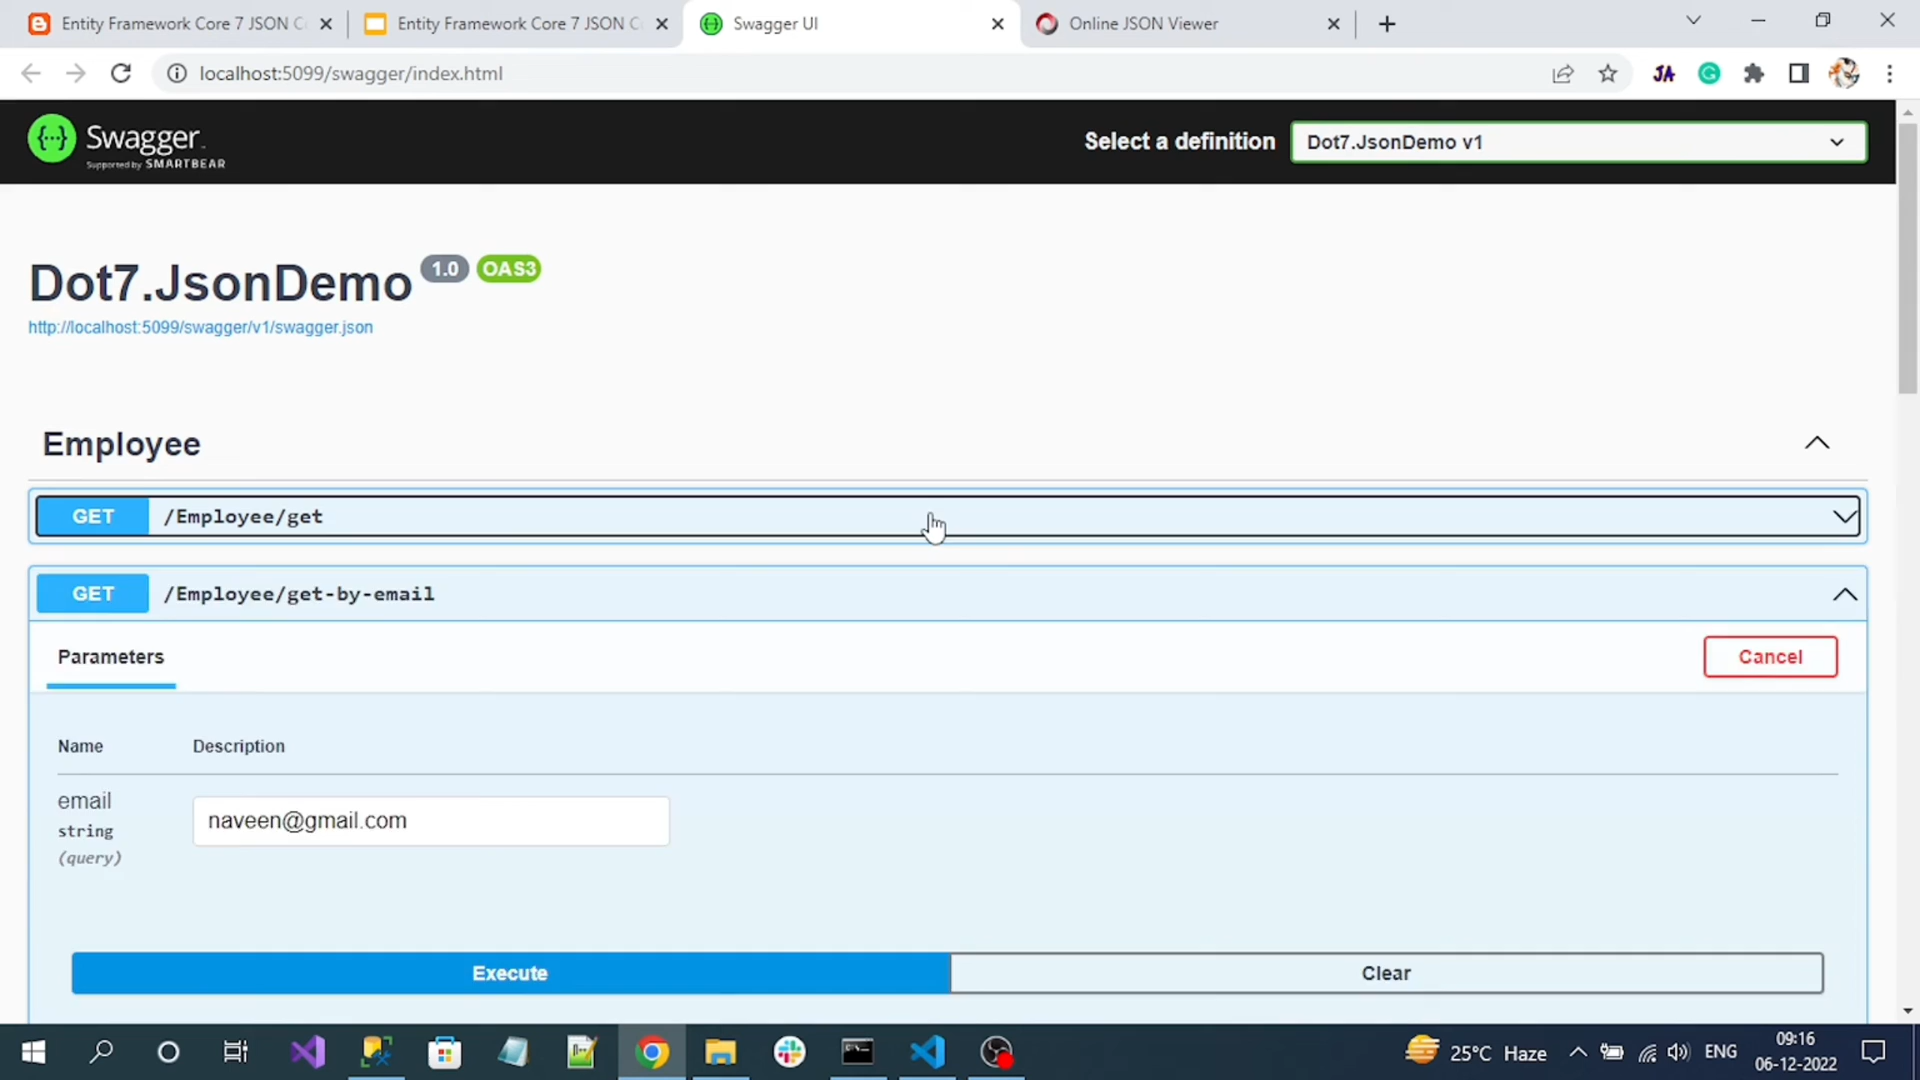 Entity Framework Core 7 JSON C
Entity Framework Core 7 JSON C
Swagger UI
Online JSON Viewer
localhost:5099/swagger/index.html
JA
Swagger.
Supported by SMARTBEAR
Select a definition
Dot7.JsonDemo v1
Dot7.JsonDemo 1.0 OAS3
http://localhost:5099/swagger/v1/swagger.json
Employee
GET /Employee/get
GET /Employee/get-by-email
Parameters
Cancel
Name Description
email
string
(query)
naveen@gmail.com
Execute
Clear
25°C Haze
ENG
09:16
06-12-2022